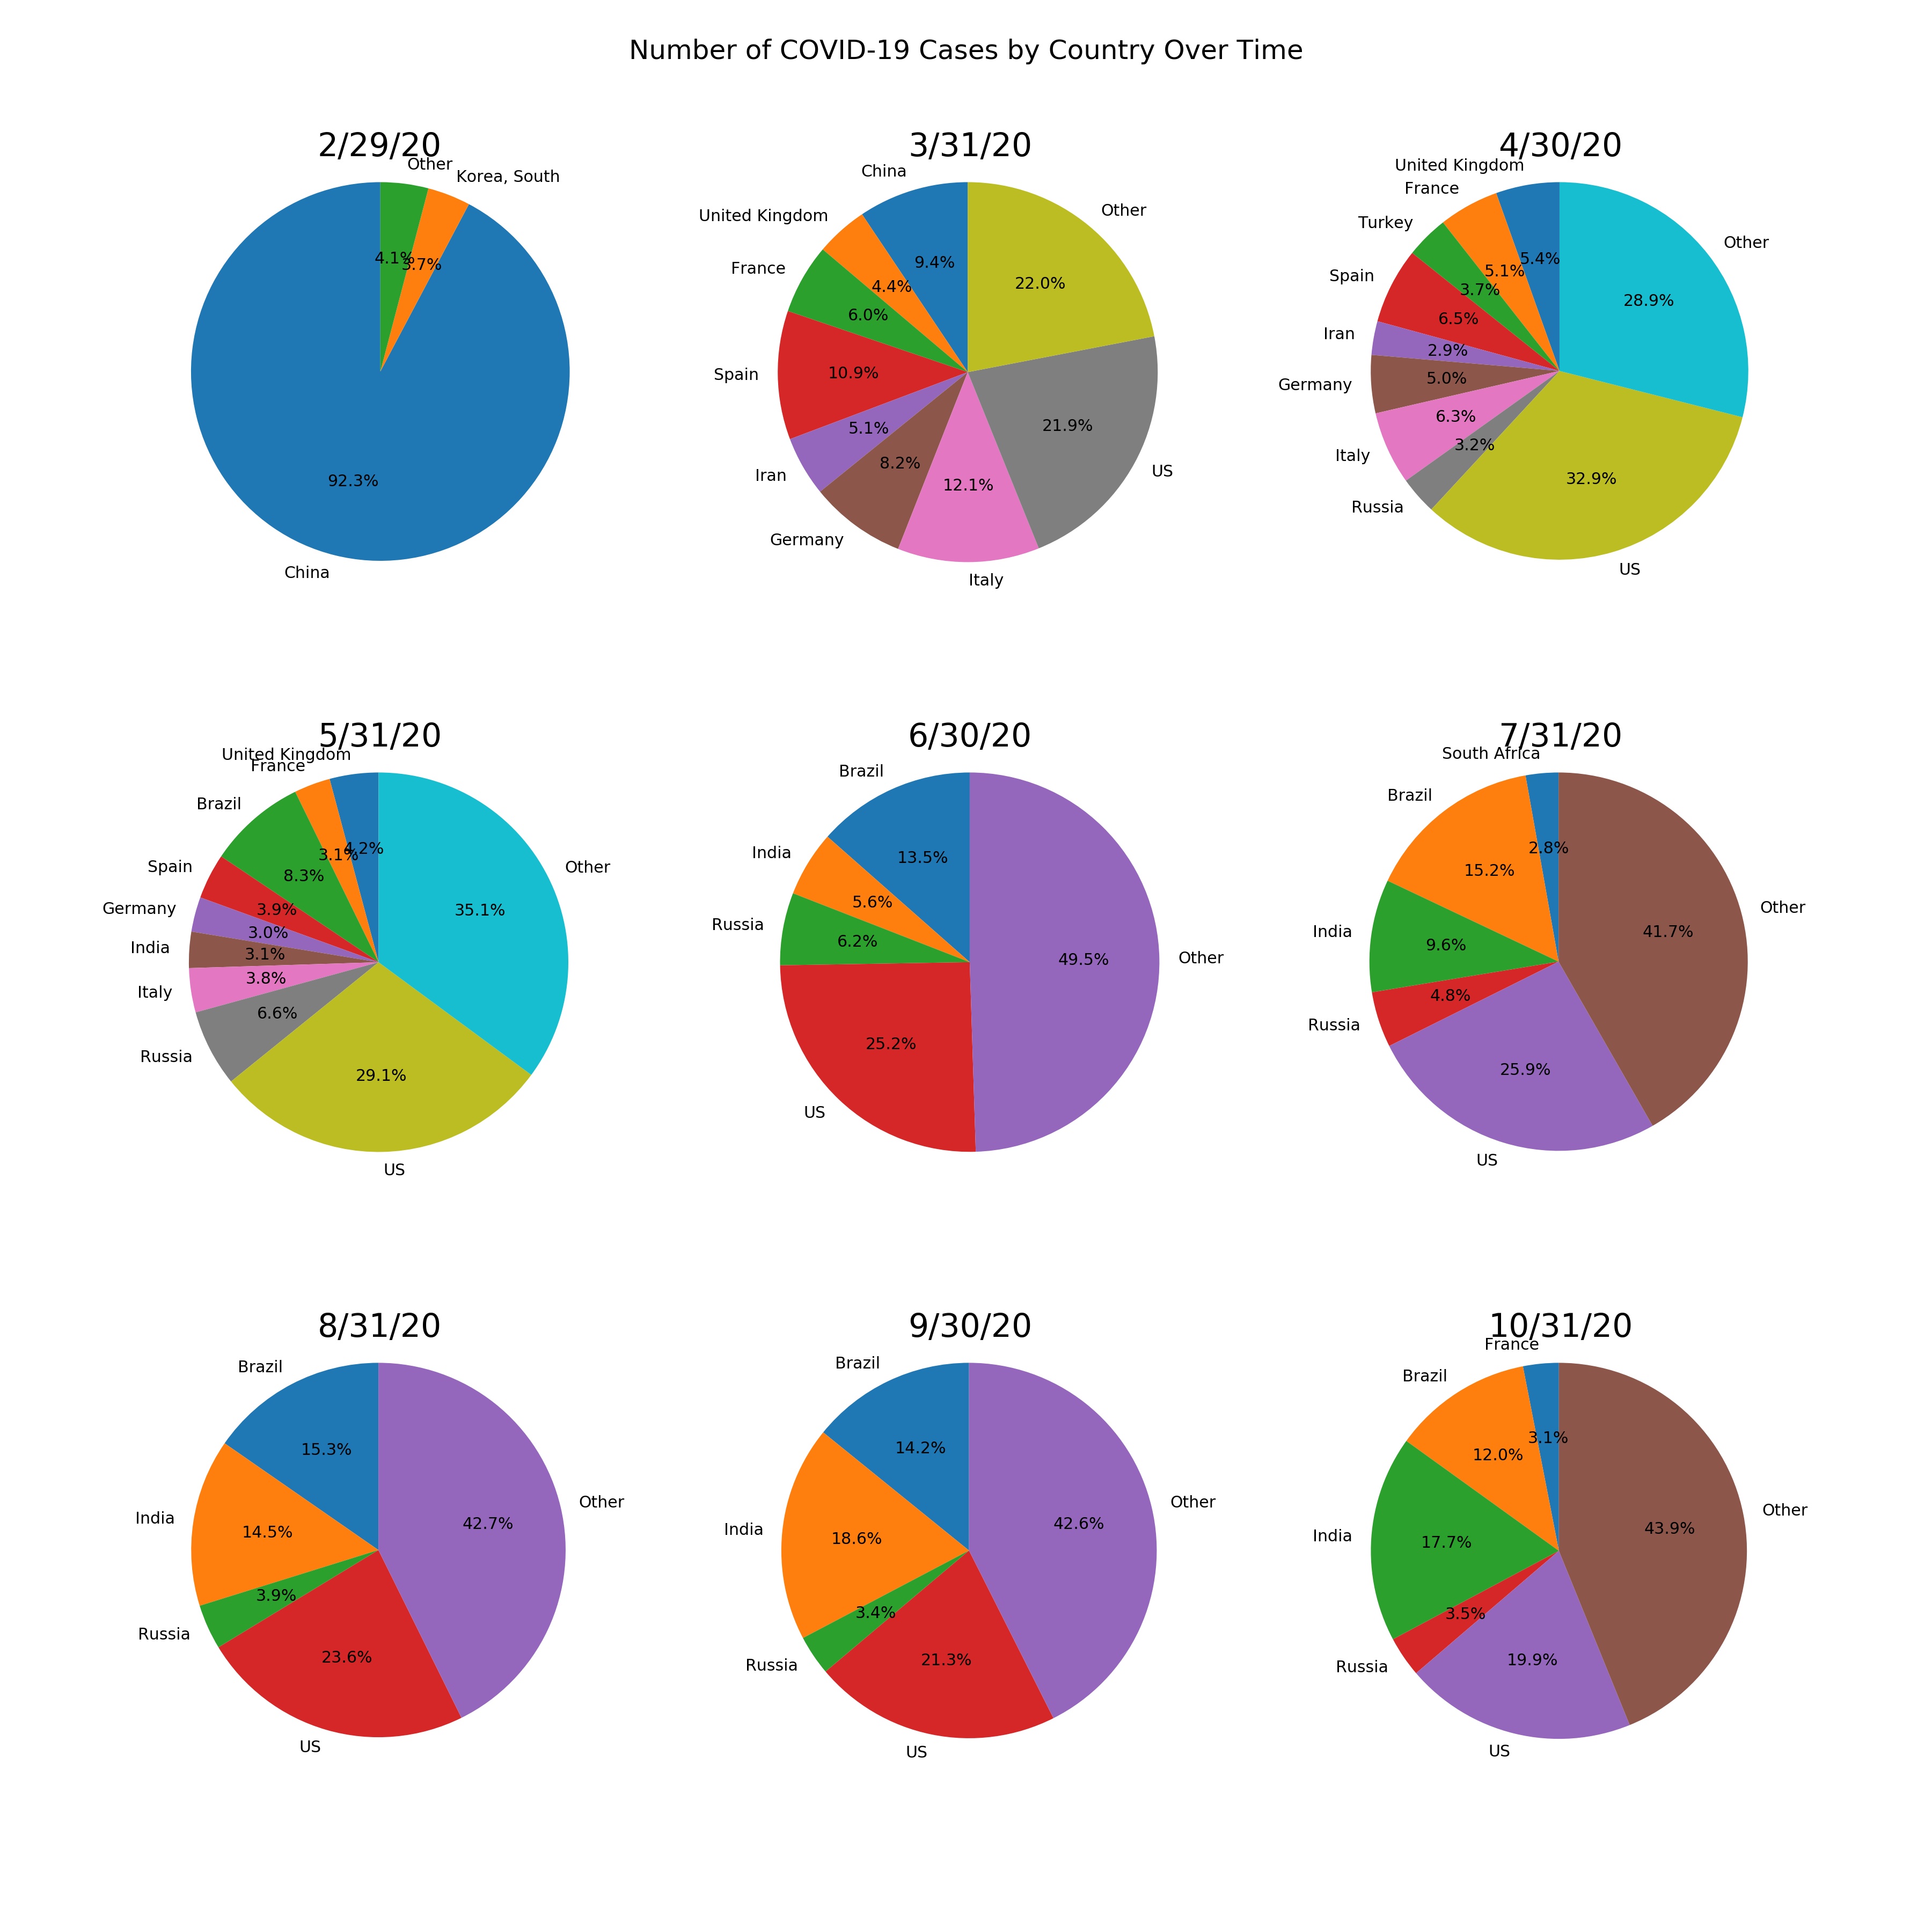 Number of COVID-19 Cases by Country Over Time
2/29/20
Other
Korea, South
4.1%
3.7%
92.3%
China
3/31/20
China
United Kingdom
Other
France
9.4%
22.0%
4.4%
6.0%
Spain
10.9%
21.9%
5.1%
8.2%
US
Iran
12.1%
Germany
Italy
4/30/20
United Kingdom
France
Turkey
Other
Spain
5.4%
5.1%
3.7%
28.9%
6.5%
Iran
2.9%
Germany
5.0%
6.3%
3.2%
Italy
32.9%
Russia
US
5/31/20
United Kingdom
France
Brazil
4.2%
3.1%
Spain
8.3%
Other
Germany
3.9%
35.1%
3.0%
India
3.1%
3.8%
Italy
6.6%
Russia
29.1%
US
6/30/20
Brazil
India
13.5%
5.6%
Russia
6.2%
49.5%
Other
25.2%
US
7/31/20
South Africa
Brazil
2.8%
15.2%
Other
India
9.6%
41.7%
4.8%
Russia
25.9%
US
8/31/20
Brazil
15.3%
Other
India
14.5%
42.7%
3.9%
Russia
23.6%
US
9/30/20
Brazil
14.2%
Other
India
18.6%
42.6%
3.4%
Russia
21.3%
US
10/31/20
France
Brazil
3.1%
12.0%
Other
India
17.7%
43.9%
3.5%
Russia
19.9%
US